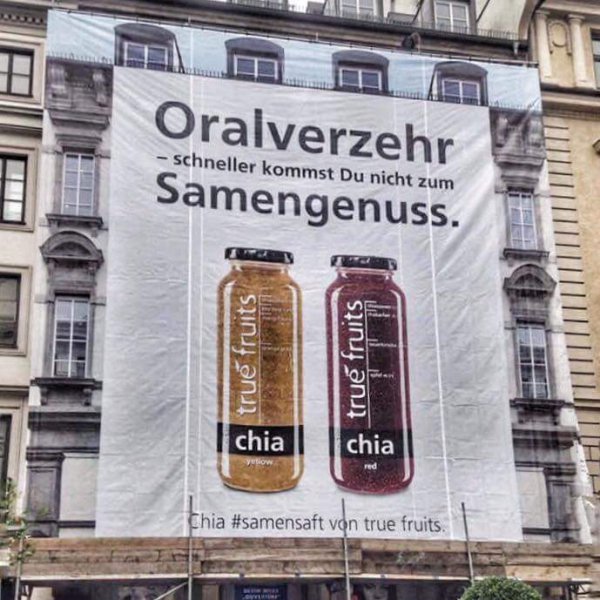 Oralverzehr
– schneller kommst Du nicht zum
Samengenuss.
true fruits
chia
yellow
true fruits
chia
red
Chia #samensaft von true fruits.